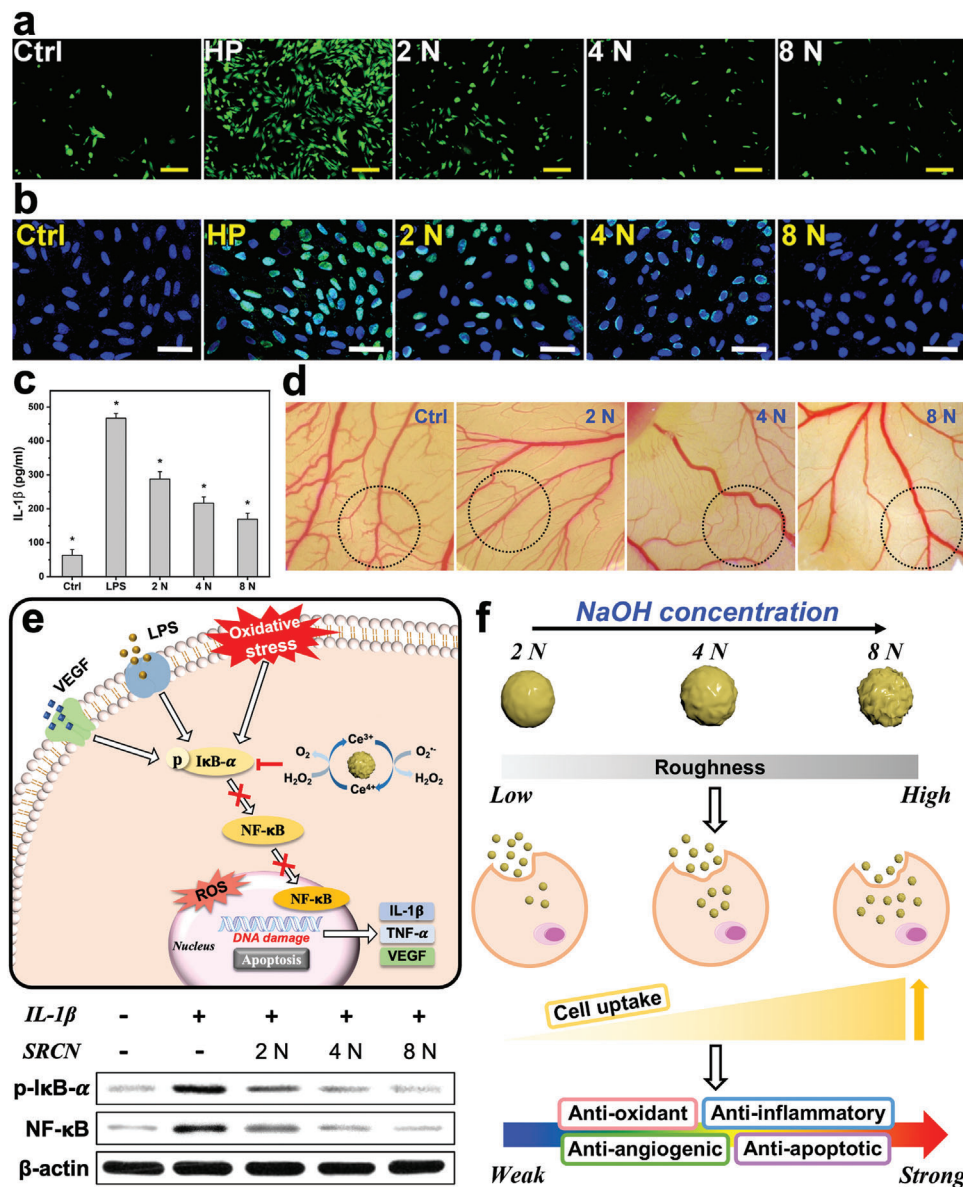 a
Ctrl HP 2 N 4 N 8 N
b
Ctrl HP 2 N 4 N 8 N
c
IL-1β (pg/ml)
500
400
300
200
100
0
* * * * *
Ctrl LPS 2 N 4 N 8 N
d
Ctrl 2 N 4 N 8 N
e
VEGF
LPS
Oxidative
stress
p IκB-α
O₂ Ce³⁺ O₂•-
H₂O₂ Ce⁴⁺ H₂O₂
NF-κB
ROS
NF-κB
Nucleus
DNA damage
Apoptosis
IL-1β
TNF-α
VEGF
IL-1β - + + + +
SRCN - - 2 N 4 N 8 N
p-IκB-α
NF-κB
β-actin
f
NaOH concentration
2 N 4 N 8 N
Roughness
Low High
Cell uptake
Anti-oxidant Anti-inflammatory
Anti-angiogenic Anti-apoptotic
Weak Strong